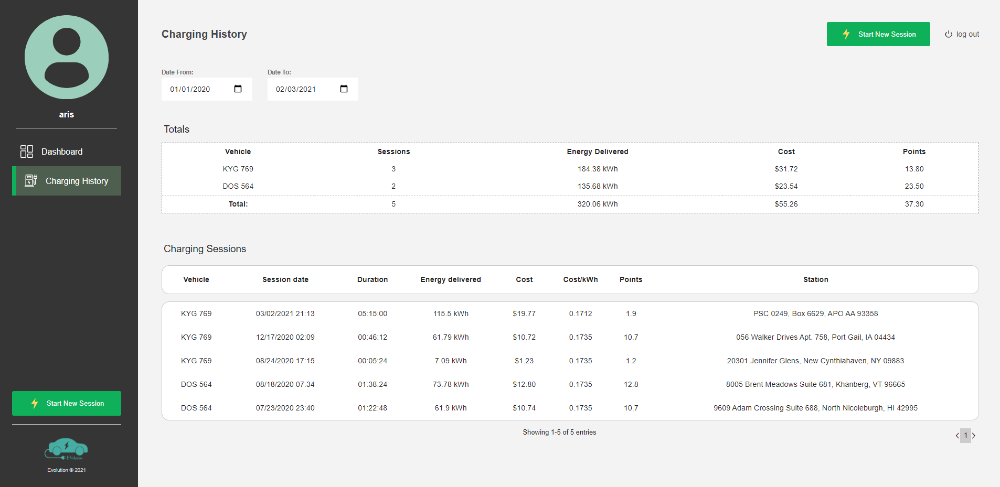 aris
Dashboard
Charging History
Start New Session
EVolution
Evolution © 2021
Charging History
Start New Session
log out
Date From: Date To:
01/01/2020 02/03/2021
Totals
Vehicle Sessions Energy Delivered Cost Points
KYG 769 3 184.38 kWh $31.72 13.80
DOS 564 2 135.68 kWh $23.54 23.50
Total: 5 320.06 kWh $55.26 37.30
Charging Sessions
Vehicle Session date Duration Energy delivered Cost Cost/kWh Points Station
KYG 769 03/02/2021 21:13 05:15:00 115.5 kWh $19.77 0.1712 1.9 PSC 0249, Box 6629, APO AA 93358
KYG 769 12/17/2020 02:09 00:46:12 61.79 kWh $10.72 0.1735 10.7 056 Walker Drives Apt. 758, Port Gail, IA 04434
KYG 769 08/24/2020 17:15 00:05:24 7.09 kWh $1.23 0.1735 1.2 20301 Jennifer Glens, New Cynthiahaven, NY 09883
DOS 564 08/18/2020 07:34 01:38:24 73.78 kWh $12.80 0.1735 12.8 8005 Brent Meadows Suite 681, Khanberg, VT 96665
DOS 564 07/23/2020 23:40 01:22:48 61.9 kWh $10.74 0.1735 10.7 9609 Adam Crossing Suite 688, North Nicoleburgh, HI 42995
Showing 1-5 of 5 entries
1